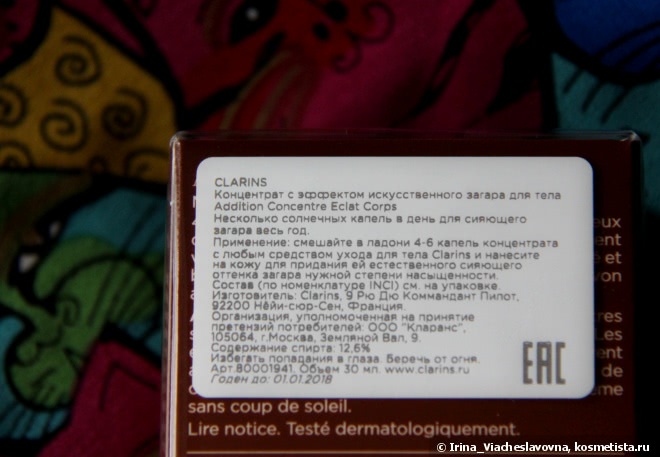 CLARINS
Концентрат с эффектом искусственного загара для тела
Addition Concentre Eclat Corps
Несколько солнечных капель в день для сияющего
загара весь год.
Применение: смешайте в ладони 4-6 капель концентрата
с любым средством ухода для тела Clarins и нанесите
на кожу для придания ей естественного сияющего
оттенка загара нужной степени насыщенности.
Состав (по номенклатуре INCI) см. на упаковке.
Изготовитель: Clarins, 9 Рю Дю Коммандант Пилот,
92200 Нёйи-сюр-Сен, Франция.
Организация, уполномоченная на принятие
претензий потребителей: ООО "Кларанс",
105064, г.Москва, Земляной Вал, 9.
Содержание спирта: 12,6%
Избегать попадания в глаза. Беречь от огня.
Арт.80001941. Объем 30 мл. www.clarins.ru
Годен до: 01.01.2018
EAC
sans coup de soleil.
Lire notice. Testé dermatologiquement.
© Irina_Viacheslavovna, kosmetista.ru